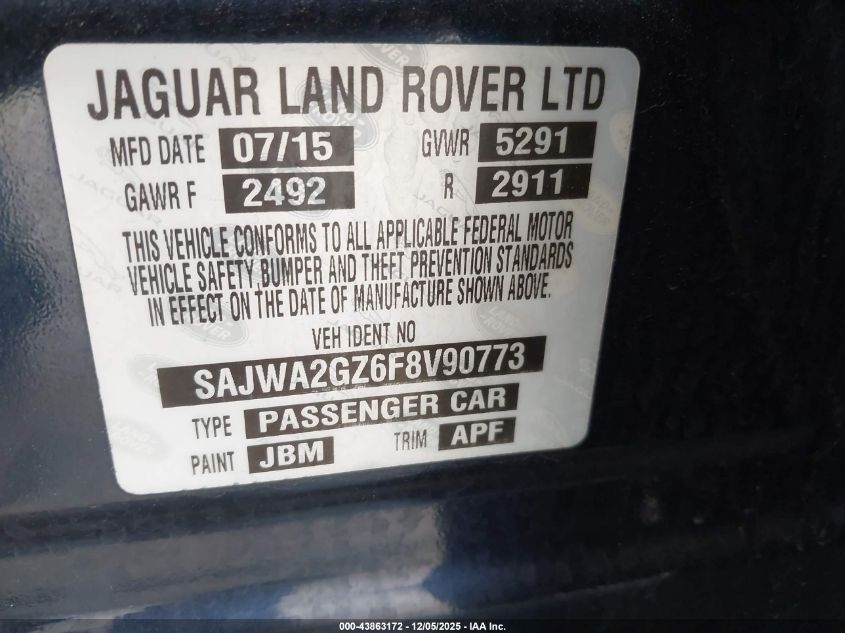 JAGUAR LAND ROVER LTD
MFD DATE 07/15 GVWR 5291
GAWR F 2492 R 2911
THIS VEHICLE CONFORMS TO ALL APPLICABLE FEDERAL MOTOR
VEHICLE SAFETY,BUMPER AND THEFT PREVENTION STANDARDS
IN EFFECT ON THE DATE OF MANUFACTURE SHOWN ABOVE.
VEH IDENT NO
SAJWA2GZ6F8V90773
TYPE PASSENGER CAR
PAINT JBM TRIM APF
000-43863172 - 12/05/2025 - IAA Inc.